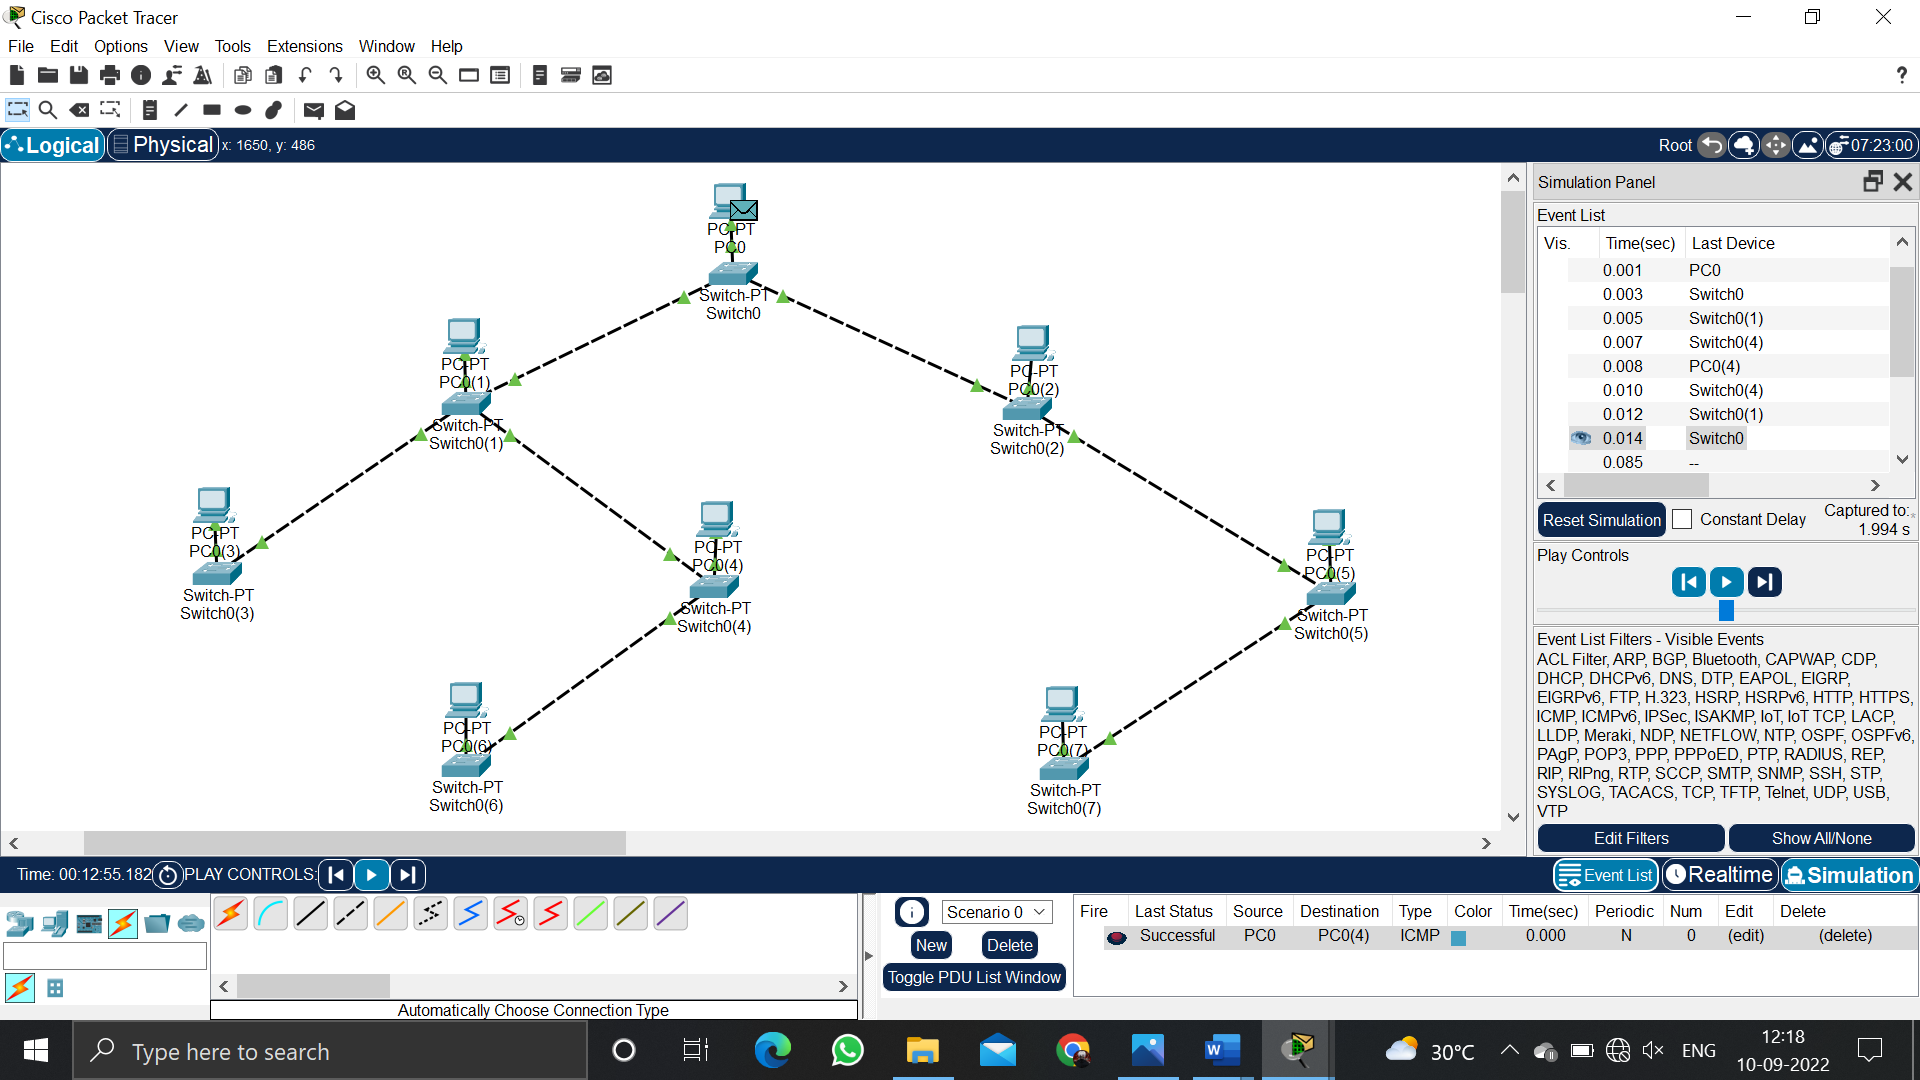 Cisco Packet Tracer
File Edit Options View Tools Extensions Window Help
?
Logical Physical x: 1650, y: 486 Root 07:23:00
PC-PT
PC0
Switch-PT
Switch0
PC-PT
PC0(1)
Switch-PT
Switch0(1)
PC-PT
PC0(2)
Switch-PT
Switch0(2)
PC-PT
PC0(3)
Switch-PT
Switch0(3)
PC-PT
PC0(4)
Switch-PT
Switch0(4)
PC-PT
PC0(5)
Switch-PT
Switch0(5)
PC-PT
PC0(6)
Switch-PT
Switch0(6)
PC-PT
PC0(7)
Switch-PT
Switch0(7)
Simulation Panel
Event List
Vis. Time(sec) Last Device
0.001 PC0
0.003 Switch0
0.005 Switch0(1)
0.007 Switch0(4)
0.008 PC0(4)
0.010 Switch0(4)
0.012 Switch0(1)
0.014 Switch0
0.085 --
Reset Simulation Constant Delay Captured to:*
1.994 s
Play Controls
Event List Filters - Visible Events
ACL Filter, ARP, BGP, Bluetooth, CAPWAP, CDP,
DHCP, DHCPv6, DNS, DTP, EAPOL, EIGRP,
EIGRPv6, FTP, H.323, HSRP, HSRPv6, HTTP, HTTPS,
ICMP, ICMPv6, IPSec, ISAKMP, IoT, IoT TCP, LACP,
LLDP, Meraki, NDP, NETFLOW, NTP, OSPF, OSPFv6,
PAgP, POP3, PPP, PPPoED, PTP, RADIUS, REP,
RIP, RIPng, RTP, SCCP, SMTP, SNMP, SSH, STP,
SYSLOG, TACACS, TCP, TFTP, Telnet, UDP, USB,
VTP
Edit Filters Show All/None
Time: 00:12:55.182 PLAY CONTROLS: Event List Realtime Simulation
Automatically Choose Connection Type
Scenario 0
New Delete
Toggle PDU List Window
Fire Last Status Source Destination Type Color Time(sec) Periodic Num Edit Delete
Successful PC0 PC0(4) ICMP 0.000 N 0 (edit) (delete)
Type here to search
30°C ENG
12:18
10-09-2022